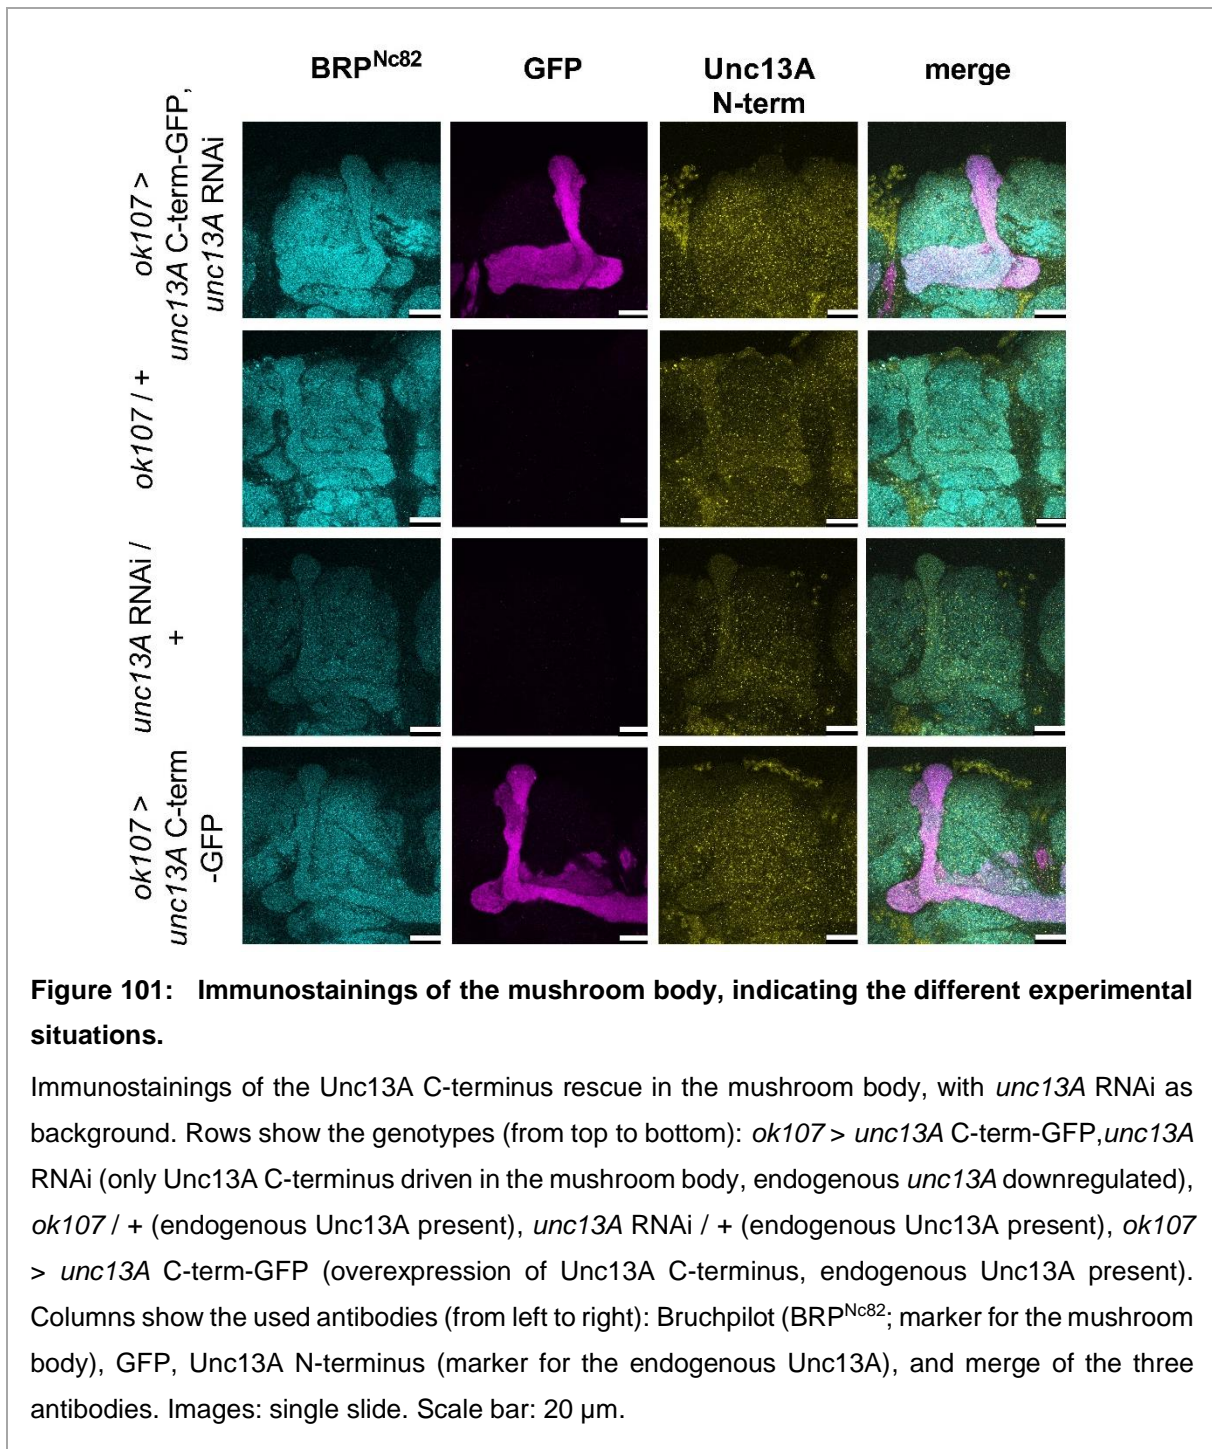 BRPNc82 GFP Unc13A N-term merge
ok107 >
unc13A C-term-GFP,
unc13A RNAi
ok107 / +
unc13A RNAi /
+
ok107 >
unc13A C-term
-GFP
Figure 101: Immunostainings of the mushroom body, indicating the different experimental
situations.
Immunostainings of the Unc13A C-terminus rescue in the mushroom body, with unc13A RNAi as
background. Rows show the genotypes (from top to bottom): ok107 > unc13A C-term-GFP,unc13A
RNAi (only Unc13A C-terminus driven in the mushroom body, endogenous unc13A downregulated),
ok107 / + (endogenous Unc13A present), unc13A RNAi / + (endogenous Unc13A present), ok107
> unc13A C-term-GFP (overexpression of Unc13A C-terminus, endogenous Unc13A present).
Columns show the used antibodies (from left to right): Bruchpilot (BRPNc82; marker for the mushroom
body), GFP, Unc13A N-terminus (marker for the endogenous Unc13A), and merge of the three
antibodies. Images: single slide. Scale bar: 20 µm.